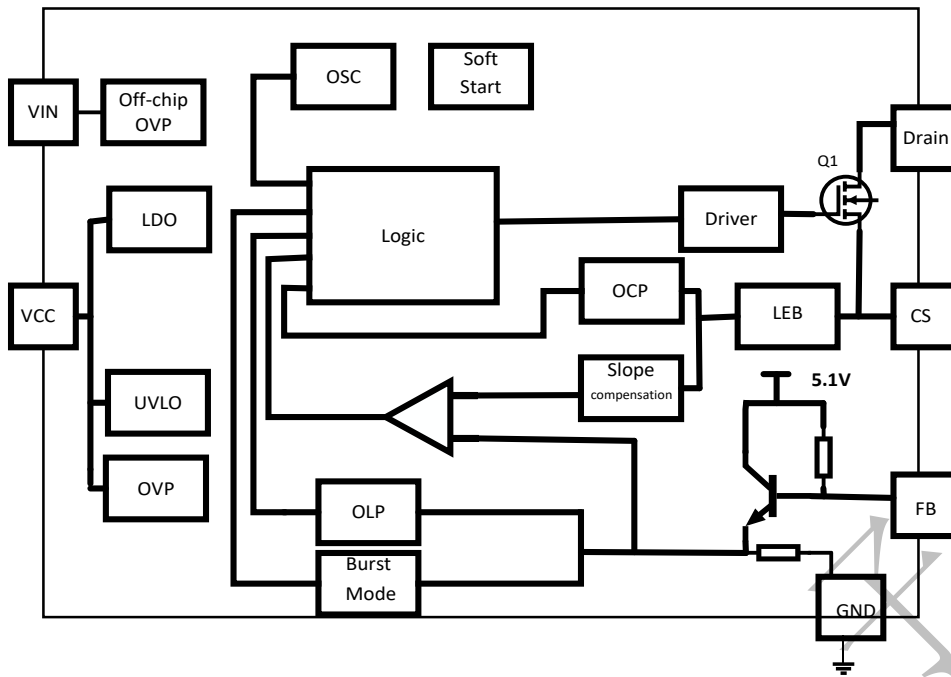 OSC
Soft
Start
VIN
Off-chip
OVP
Drain
Q1
LDO
Logic
Driver
VCC
OCP
LEB
CS
Slope
compensation
5.1V
UVLO
OVP
OLP
FB
Burst
Mode
GND